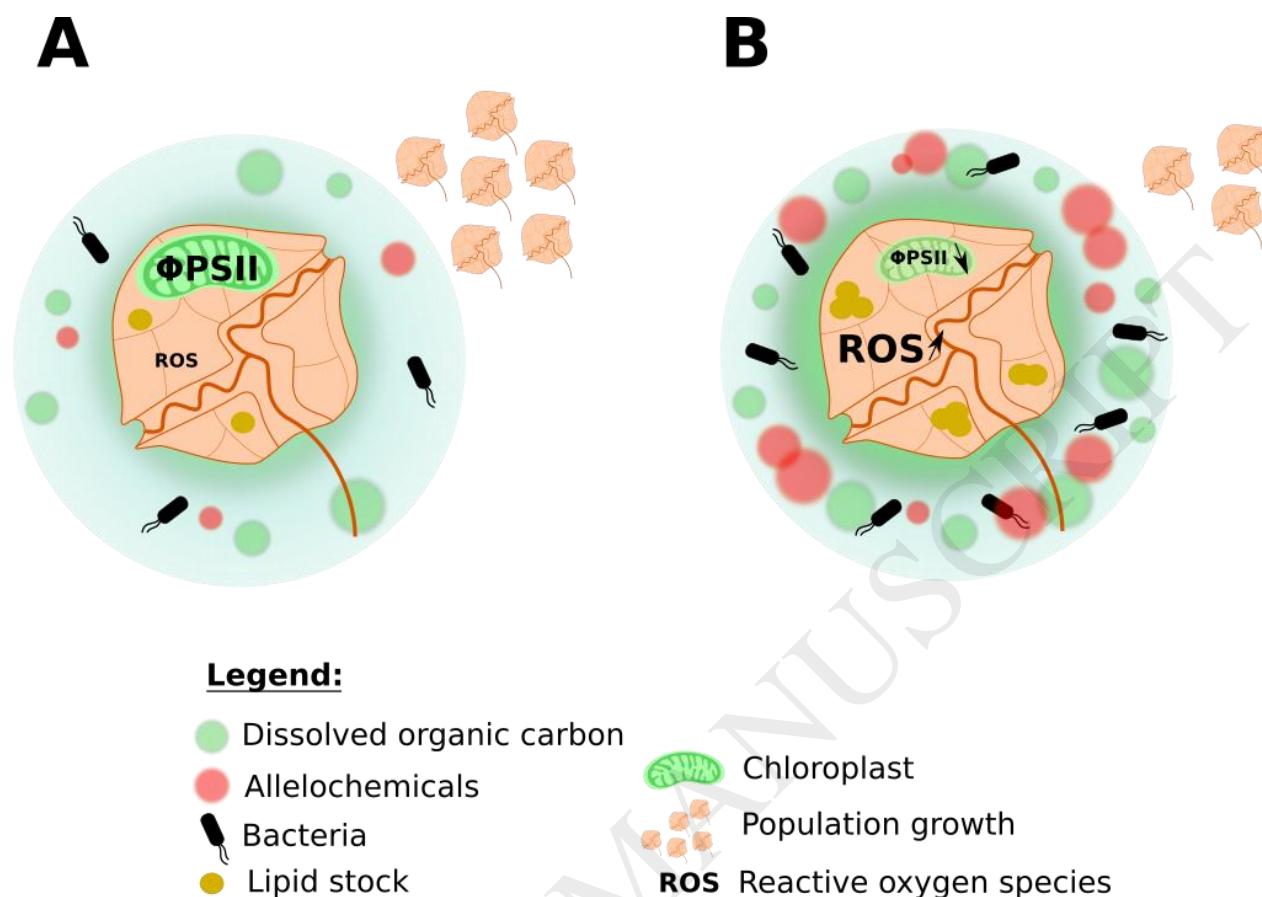 A
B
ΦPSII
ROS
ΦPSII
ROS
Legend:
Dissolved organic carbon
Allelochemicals
Bacteria
Lipid stock
Chloroplast
Population growth
ROS Reactive oxygen species
MANUSCRIPT